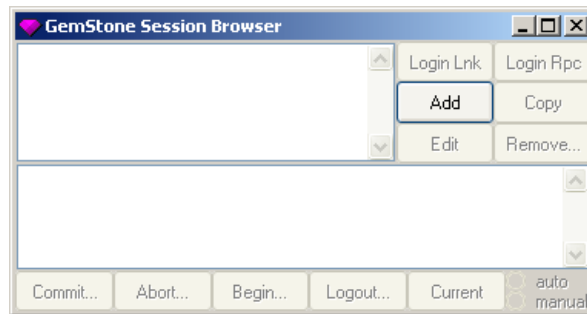 GemStone Session Browser
Login Lnk Login Rpc
Add Copy
Edit Remove...
Commit... Abort... Begin... Logout... Current auto
manual